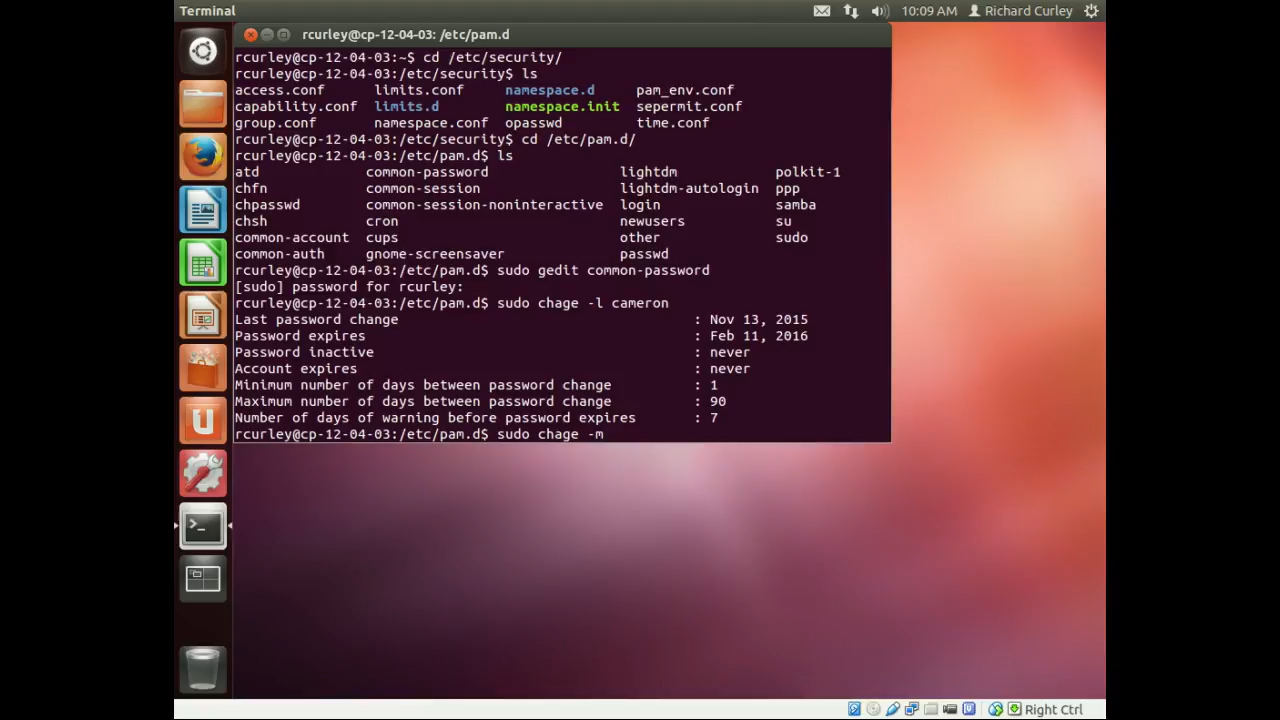 Terminal
10:09 AM
Richard Curley
rcurley@cp-12-04-03: /etc/pam.d
rcurley@cp-12-04-03:~$ cd /etc/security/
rcurley@cp-12-04-03:/etc/security$ ls
access.conf limits.conf namespace.d pam_env.conf
capability.conf limits.d namespace.init sepermit.conf
group.conf namespace.conf opasswd time.conf
rcurley@cp-12-04-03:/etc/security$ cd /etc/pam.d/
rcurley@cp-12-04-03:/etc/pam.d$ ls
atd common-password lightdm polkit-1
chfn common-session lightdm-autologin ppp
chpasswd common-session-noninteractive login samba
chsh cron newusers su
common-account cups other sudo
common-auth gnome-screensaver passwd
rcurley@cp-12-04-03:/etc/pam.d$ sudo gedit common-password
[sudo] password for rcurley:
rcurley@cp-12-04-03:/etc/pam.d$ sudo chage -l cameron
Last password change : Nov 13, 2015
Password expires : Feb 11, 2016
Password inactive : never
Account expires : never
Minimum number of days between password change : 1
Maximum number of days between password change : 90
Number of days of warning before password expires : 7
rcurley@cp-12-04-03:/etc/pam.d$ sudo chage -m
Right Ctrl